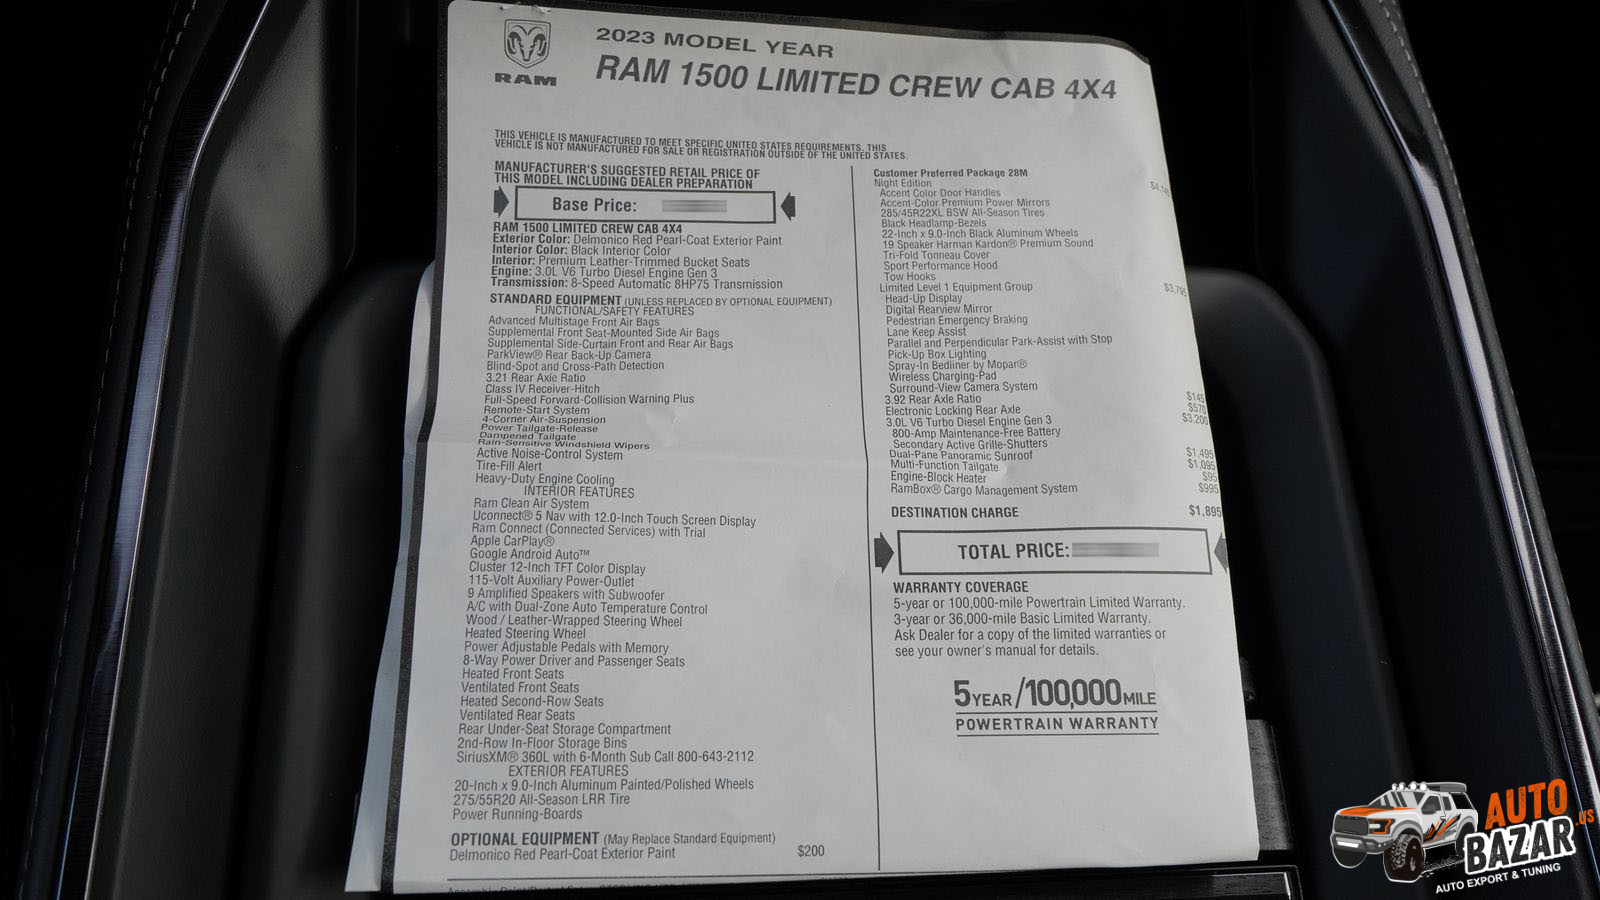 RAM
2023 MODEL YEAR
RAM 1500 LIMITED CREW CAB 4X4
THIS VEHICLE IS MANUFACTURED TO MEET SPECIFIC UNITED STATES REQUIREMENTS. THIS
VEHICLE IS NOT MANUFACTURED FOR SALE OR REGISTRATION OUTSIDE OF THE UNITED STATES.
MANUFACTURER'S SUGGESTED RETAIL PRICE OF
THIS MODEL INCLUDING DEALER PREPARATION
Base Price:
RAM 1500 LIMITED CREW CAB 4X4
Exterior Color: Delmonico Red Pearl-Coat Exterior Paint
Interior Color: Black Interior Color
Interior: Premium Leather-Trimmed Bucket Seats
Engine: 3.0L V6 Turbo Diesel Engine Gen 3
Transmission: 8-Speed Automatic 8HP75 Transmission
STANDARD EQUIPMENT (UNLESS REPLACED BY OPTIONAL EQUIPMENT)
FUNCTIONAL/SAFETY FEATURES
Advanced Multistage Front Air Bags
Supplemental Front Seat-Mounted Side Air Bags
Supplemental Side-Curtain Front and Rear Air Bags
ParkView® Rear Back-Up Camera
Blind-Spot and Cross-Path Detection
3.21 Rear Axle Ratio
Class IV Receiver-Hitch
Full-Speed Forward-Collision Warning Plus
Remote-Start System
4-Corner Air-Suspension
Power Tailgate-Release
Dampened Tailgate
Rain-Sensitive Windshield Wipers
Active Noise-Control System
Tire-Fill Alert
Heavy-Duty Engine Cooling
INTERIOR FEATURES
Ram Clean Air System
Uconnect® 5 Nav with 12.0-Inch Touch Screen Display
Ram Connect (Connected Services) with Trial
Apple CarPlay®
Google Android Auto™
Cluster 12-Inch TFT Color Display
115-Volt Auxiliary Power-Outlet
9 Amplified Speakers with Subwoofer
A/C with Dual-Zone Auto Temperature Control
Wood / Leather-Wrapped Steering Wheel
Heated Steering Wheel
Power Adjustable Pedals with Memory
8-Way Power Driver and Passenger Seats
Heated Front Seats
Ventilated Front Seats
Heated Second-Row Seats
Ventilated Rear Seats
Rear Under-Seat Storage Compartment
2nd-Row In-Floor Storage Bins
SiriusXM® 360L with 6-Month Sub Call 800-643-2112
EXTERIOR FEATURES
20-Inch x 9.0-Inch Aluminum Painted/Polished Wheels
275/55R20 All-Season LRR Tire
Power Running-Boards
OPTIONAL EQUIPMENT (May Replace Standard Equipment)
Delmonico Red Pearl-Coat Exterior Paint $200
Customer Preferred Package 28M
Night Edition
Accent Color Door Handles
Accent-Color Premium Power Mirrors
285/45R22XL BSW All-Season Tires
Black Headlamp-Bezels
22-Inch x 9.0-Inch Black Aluminum Wheels
19 Speaker Harman Kardon® Premium Sound
Tri-Fold Tonneau Cover
Sport Performance Hood
Tow Hooks
Limited Level 1 Equipment Group $3,795
Head-Up Display
Digital Rearview Mirror
Pedestrian Emergency Braking
Lane Keep Assist
Parallel and Perpendicular Park-Assist with Stop
Pick-Up Box Lighting
Spray-In Bedliner by Mopar®
Wireless Charging-Pad
Surround-View Camera System
3.92 Rear Axle Ratio $145
Electronic Locking Rear Axle $570
3.0L V6 Turbo Diesel Engine Gen 3 $3,200
800-Amp Maintenance-Free Battery
Secondary Active Grille-Shutters
Dual-Pane Panoramic Sunroof $1,495
Multi-Function Tailgate $1,095
Engine-Block Heater $95
RamBox® Cargo Management System $995
DESTINATION CHARGE $1,895
TOTAL PRICE:
WARRANTY COVERAGE
5-year or 100,000-mile Powertrain Limited Warranty.
3-year or 36,000-mile Basic Limited Warranty.
Ask Dealer for a copy of the limited warranties or
see your owner's manual for details.
5 YEAR/100,000 MILE
POWERTRAIN WARRANTY
AUTO
BAZAR.us
AUTO EXPORT & TUNING